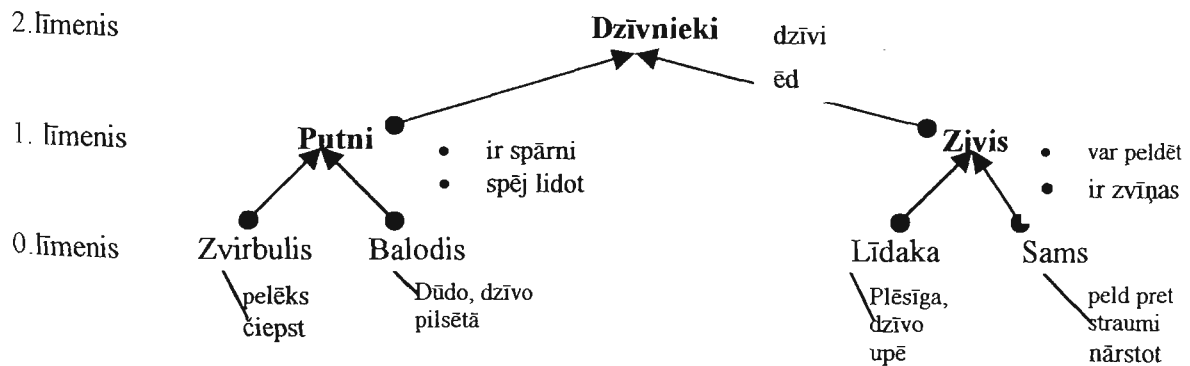 2.līmenis
Dzīvnieki
dzīvi
ēd
1. līmenis
Putni
• ir spārni
• spēj lidot
Zivis
• var peldēt
• ir zvīņas
0.līmenis
Zvirbulis
Balodis
Līdaka
Sams
pelēks
čiepst
Dūdo, dzīvo
pilsētā
Plēsīga,
dzīvo
upē
peld pret
straumi
nārstot